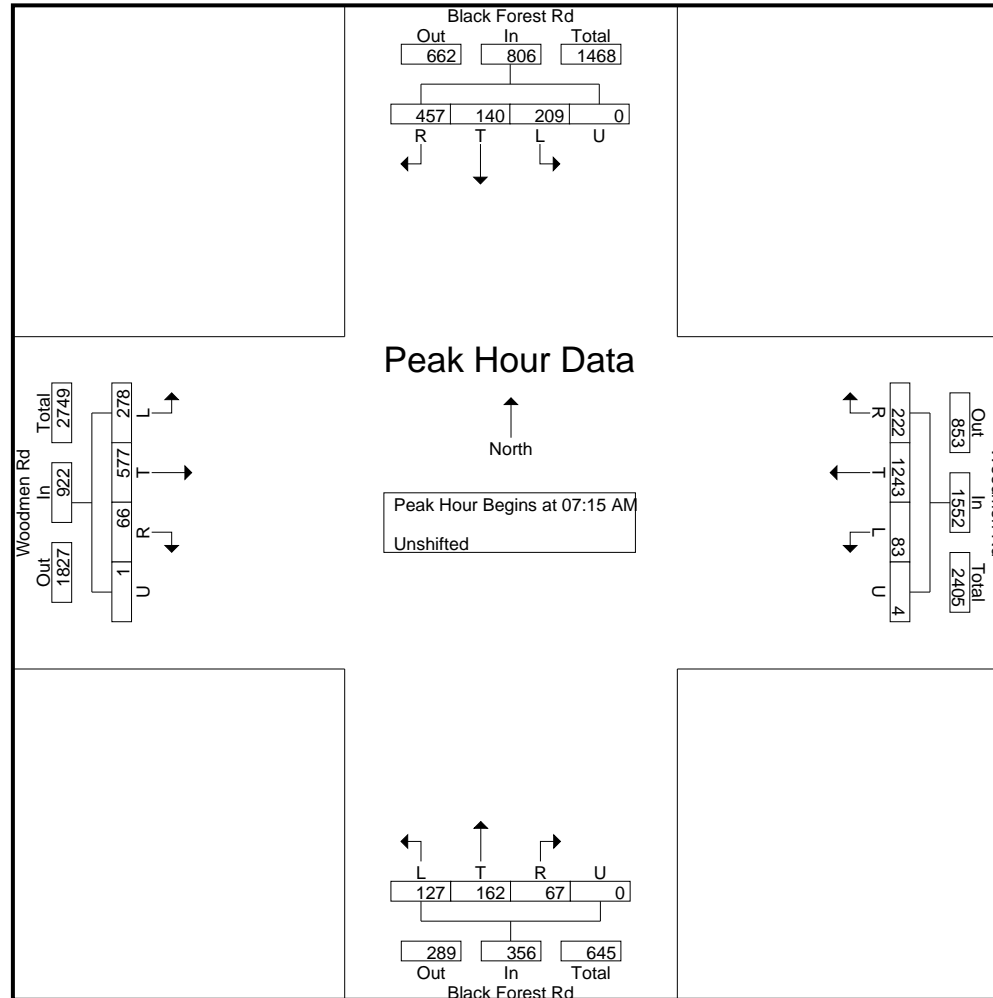 Black Forest Rd
Out In Total
662 806 1468
457 140 209 0
R T L U
Peak Hour Data
North
Peak Hour Begins at 07:15 AM
Unshifted
Woodmen Rd
Total In Out
2749 922 1827
278 577 66 1
L T R U
Out In Total
853 1552 2405
222 1243 83 4
R T L U
L T R U
127 162 67 0
289 356 645
Out In Total
Black Forest Rd